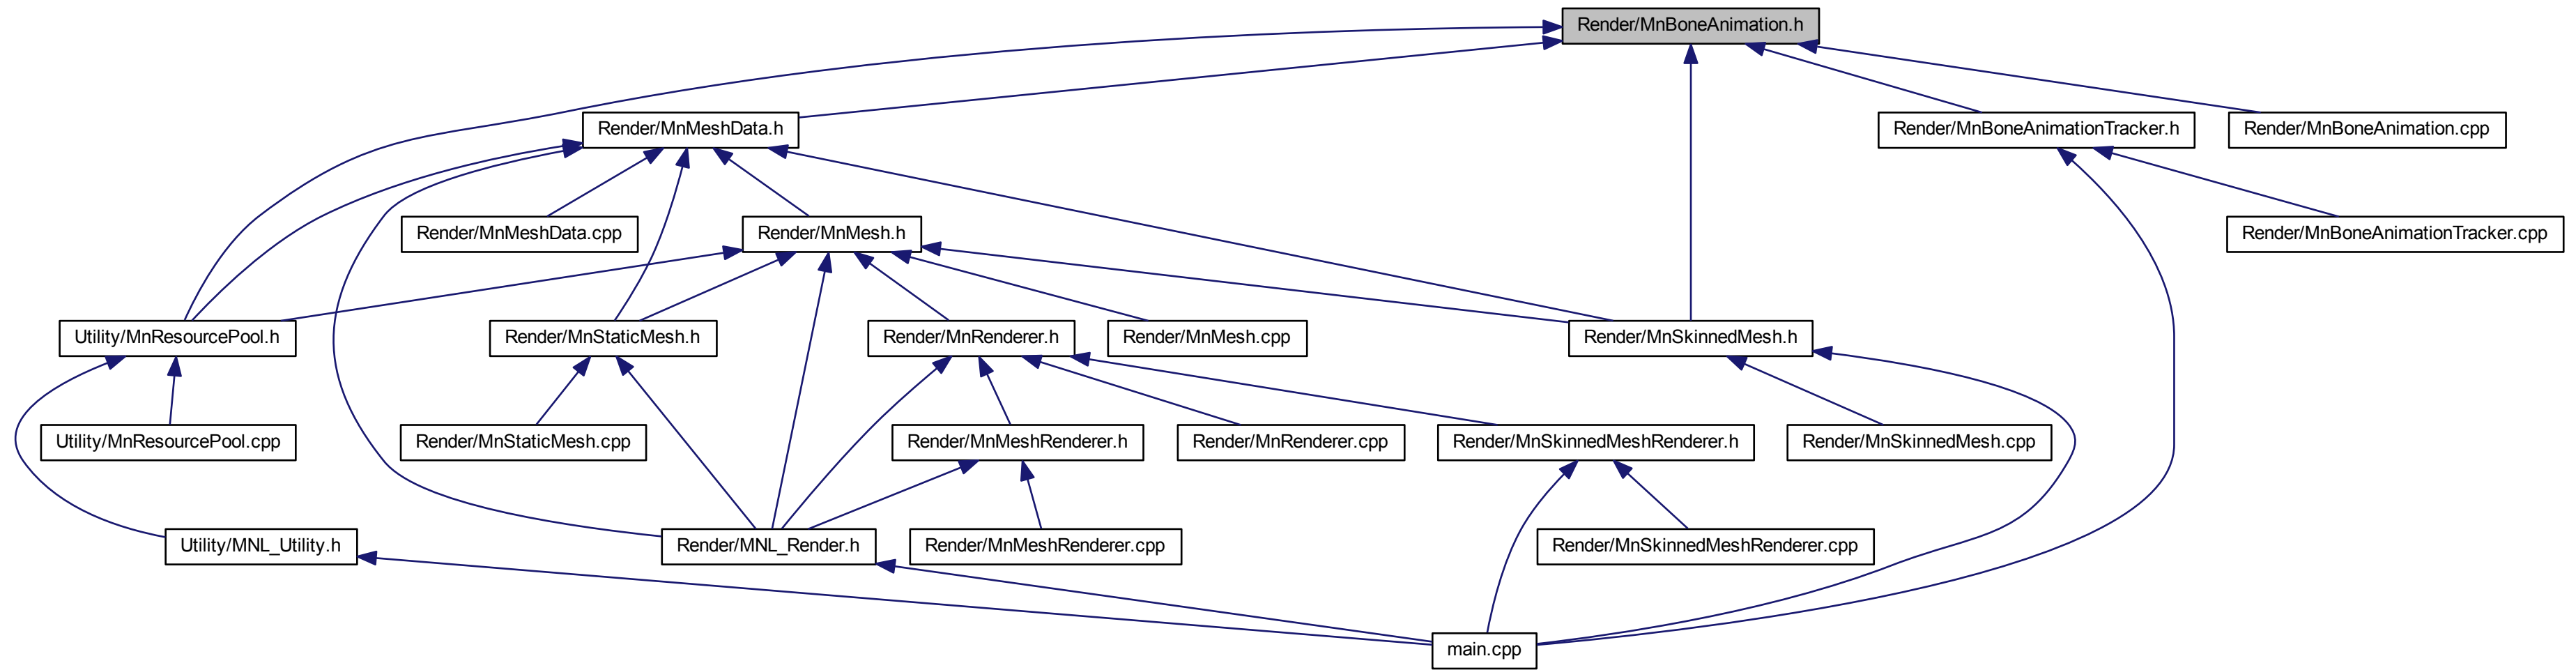 Render/MnBoneAnimation.h
Render/MnMeshData.h
Render/MnBoneAnimationTracker.h
Render/MnBoneAnimation.cpp
Render/MnMeshData.cpp
Render/MnMesh.h
Render/MnBoneAnimationTracker.cpp
Utility/MnResourcePool.h
Render/MnStaticMesh.h
Render/MnRenderer.h
Render/MnMesh.cpp
Render/MnSkinnedMesh.h
Utility/MnResourcePool.cpp
Render/MnStaticMesh.cpp
Render/MnMeshRenderer.h
Render/MnRenderer.cpp
Render/MnSkinnedMeshRenderer.h
Render/MnSkinnedMesh.cpp
Utility/MNL_Utility.h
Render/MNL_Render.h
Render/MnMeshRenderer.cpp
Render/MnSkinnedMeshRenderer.cpp
main.cpp